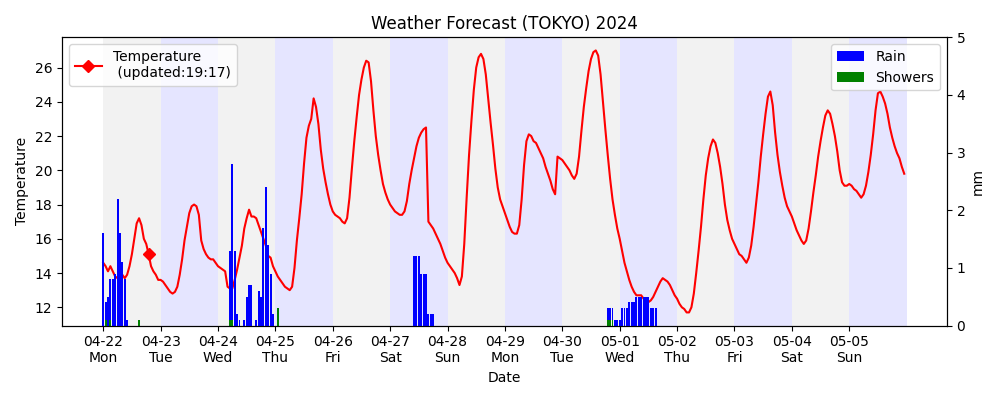 Weather Forecast (TOKYO) 2024
Temperature
(updated:19:17)
Rain
Showers
Temperature
26
24
22
20
18
16
14
12
5
4
3
2
1
0
mm
04-22 04-23 04-24 04-25 04-26 04-27 04-28 04-29 04-30 05-01 05-02 05-03 05-04 05-05
Mon Tue Wed Thu Fri Sat Sun Mon Tue Wed Thu Fri Sat Sun
Date